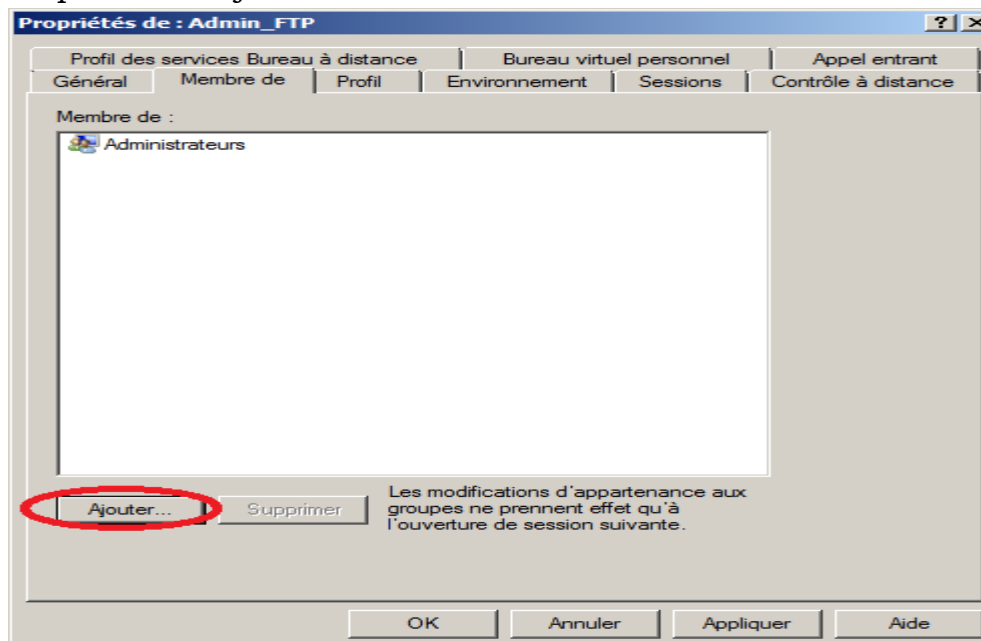 Propriétés de : Admin_FTP
Profil des services Bureau à distance Bureau virtuel personnel Appel entrant
Général Membre de Profil Environnement Sessions Contrôle à distance
Membre de :
Administrateurs
Ajouter... Supprimer
Les modifications d'appartenance aux
groupes ne prennent effet qu'à
l'ouverture de session suivante.
OK Annuler Appliquer Aide